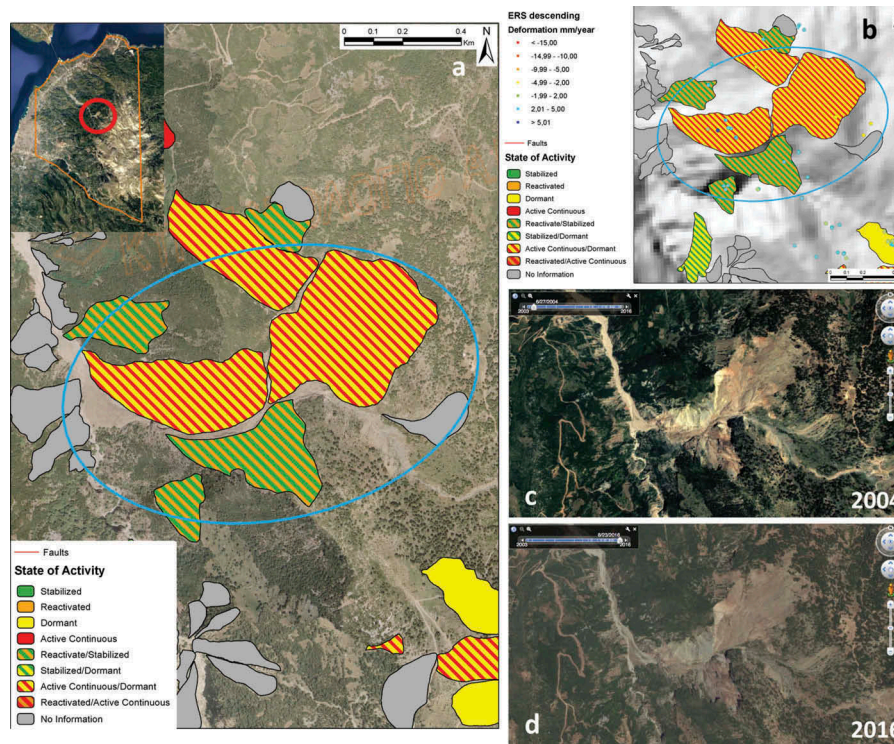 N
0 0.2 0.4
Km
a
Faults
State of Activity
Stabilized
Reactivated
Dormant
Active Continuous
Reactivate/Stabilized
Stabilized/Dormant
Active Continuous/Dormant
Reactivated/Active Continuous
No Information
ERS descending
Deformation mm/year
< -15,00
-14,99 - -10,00
-9,99 - -5,00
-4,99 - -2,00
-1,99 - 2,00
2,01 - 5,00
> 5,01
Faults
State of Activity
Stabilized
Reactivated
Dormant
Active Continuous
Reactivate/Stabilized
Stabilized/Dormant
Active Continuous/Dormant
Reactivated/Active Continuous
No Information
b
2003 2016
c
2004
2003 2016
d
2016